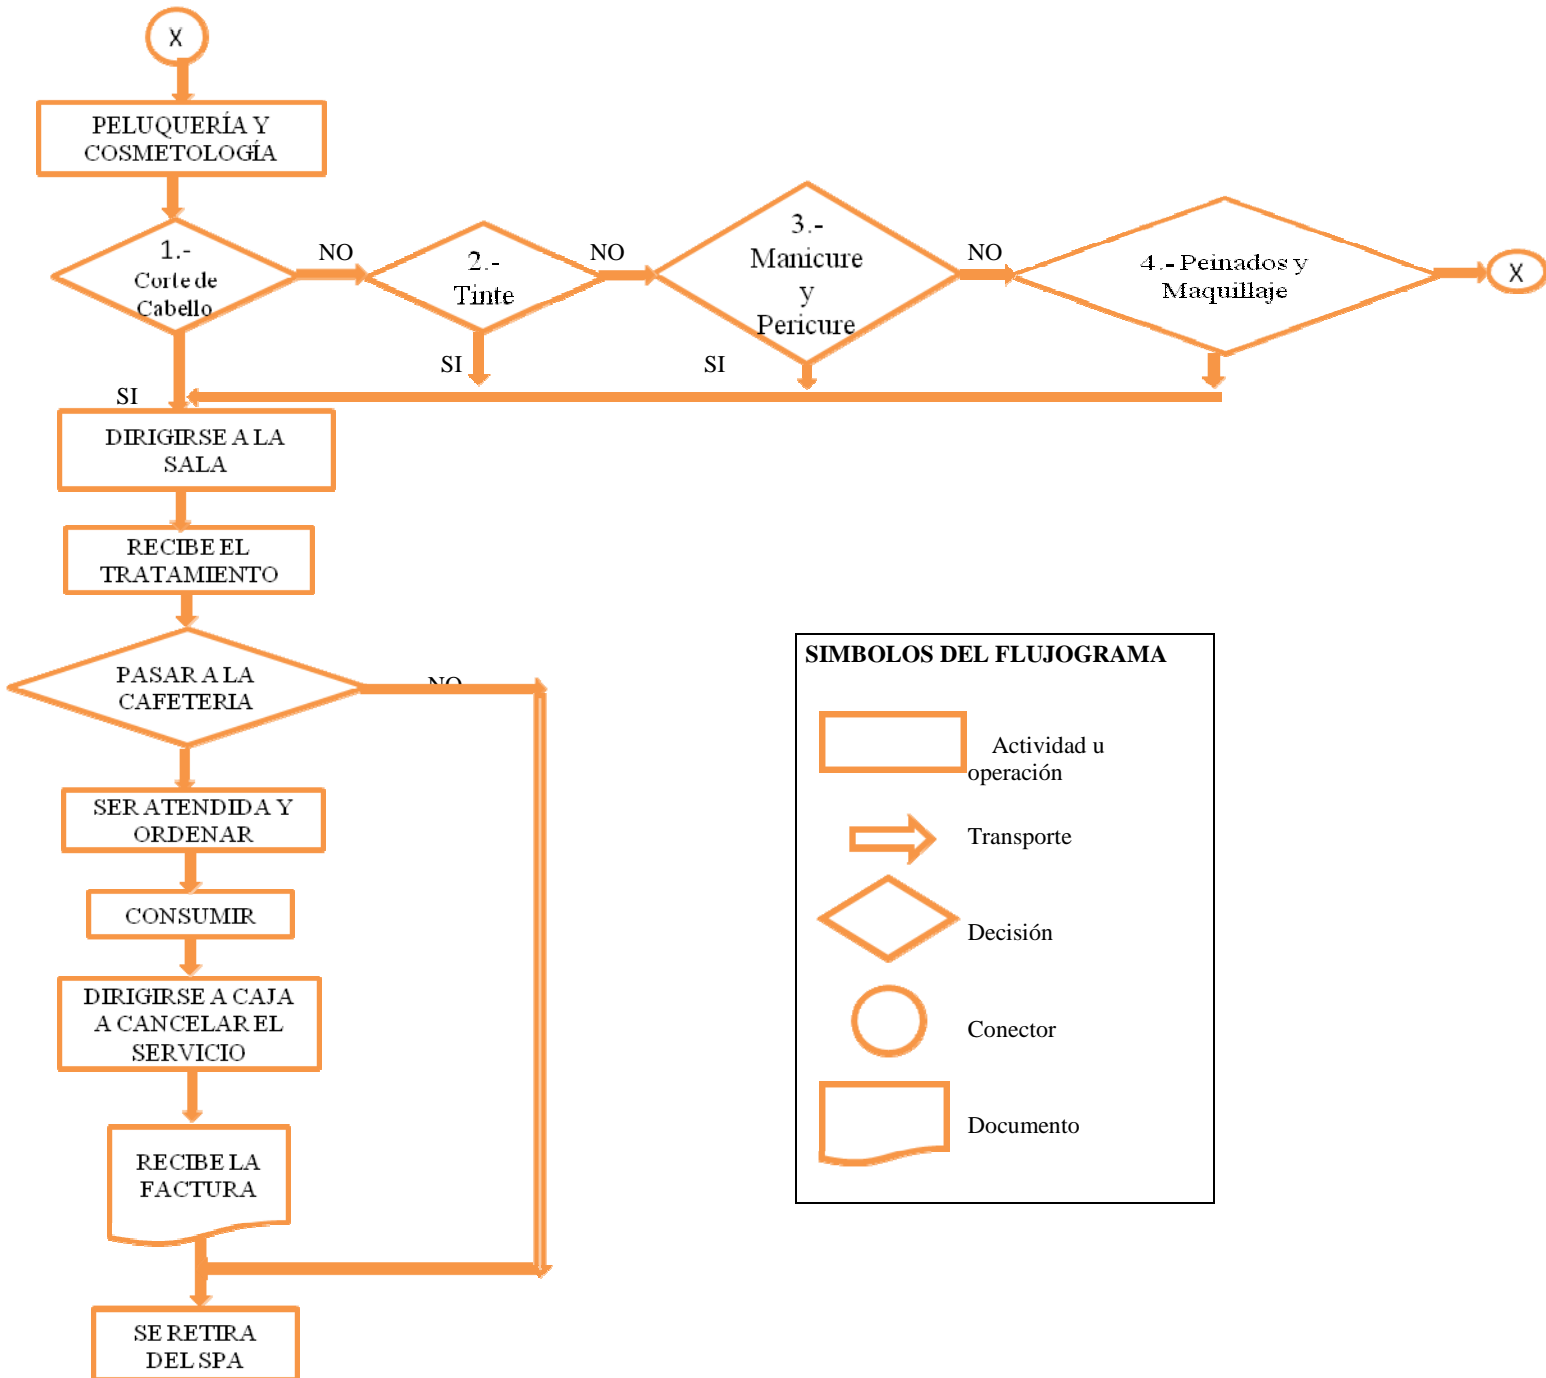 X
PELUQUERÍA Y
COSMETOLOGÍA
1.-
Corte de
Cabello
NO
2.-
Tinte
NO
3.-
Manicure
y
Pericure
NO
4.- Peinados y
Maquillaje
X
SI
SI
SI
DIRIGIRSE A LA
SALA
RECIBE EL
TRATAMIENTO
PASAR A LA
CAFETERIA
NO
SER ATENDIDA Y
ORDENAR
CONSUMIR
DIRIGIRSE A CAJA
A CANCELAR EL
SERVICIO
RECIBE LA
FACTURA
SE RETIRA
DEL SPA
SIMBOLOS DEL FLUJOGRAMA
Actividad u
operación
Transporte
Decisión
Conector
Documento